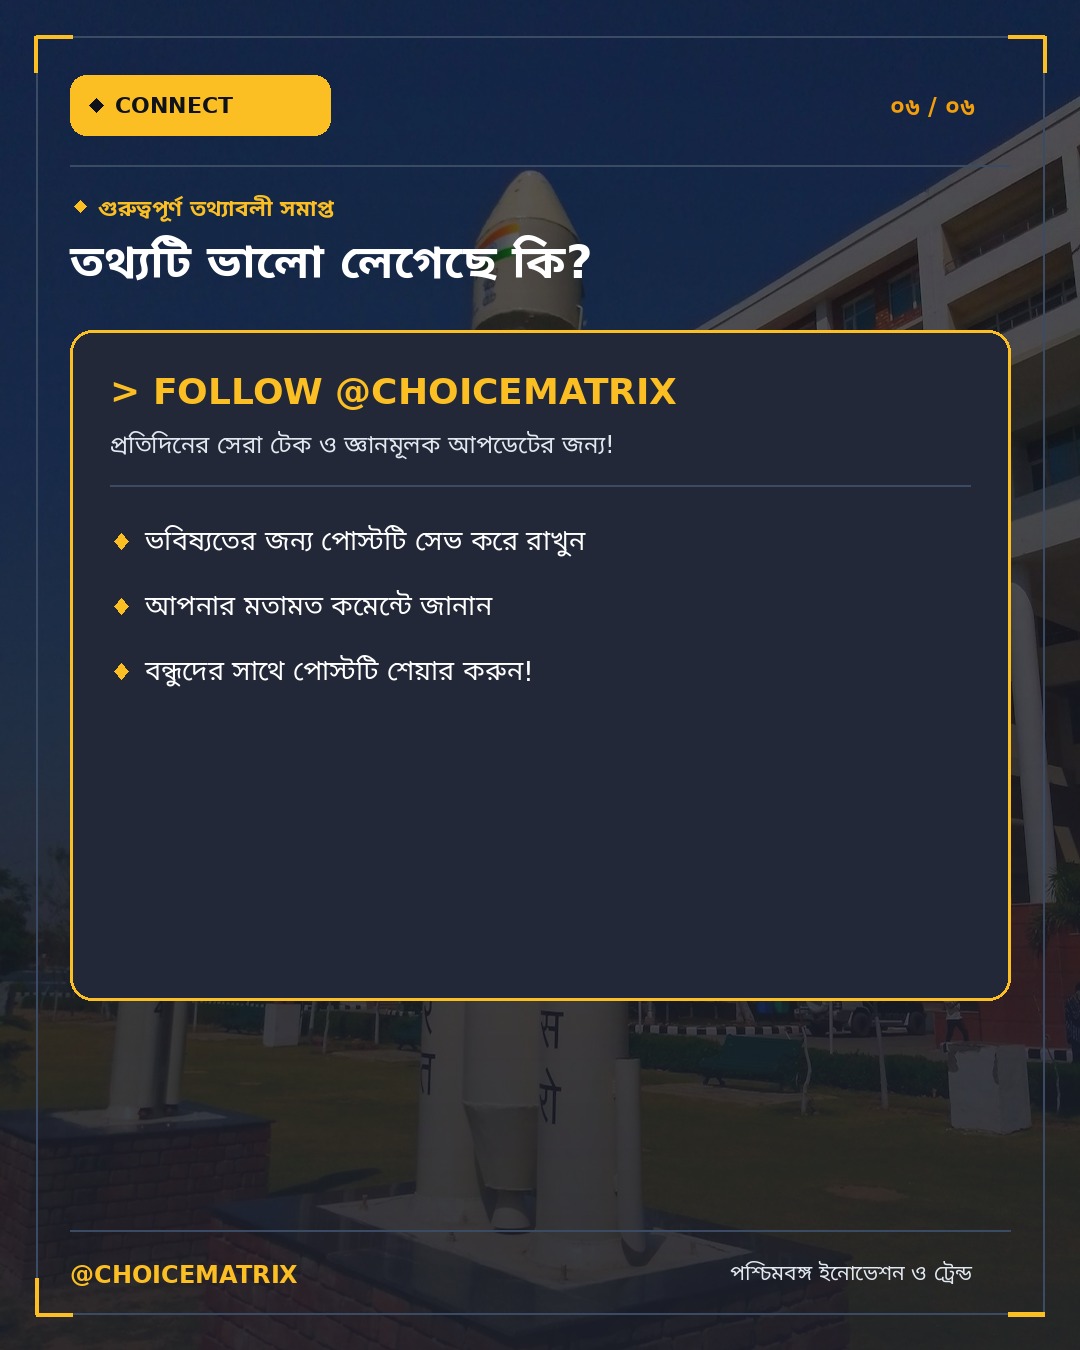 CONNECT
০৬ / ০৬
গুরুত্বপূর্ণ তথ্যাবলী সমাপ্ত
তথ্যটি ভালো লেগেছে কি?
> FOLLOW @CHOICEMATRIX
প্রতিদিনের সেরা টেক ও জ্ঞানমূলক আপডেটের জন্য!
ভবিষ্যতের জন্য পোস্টটি সেভ করে রাখুন
আপনার মতামত কমেন্টে জানান
বন্ধুদের সাথে পোস্টটি শেয়ার করুন!
स
रो
@CHOICEMATRIX
পশ্চিমবঙ্গ ইনোভেশন ও ট্রেন্ড